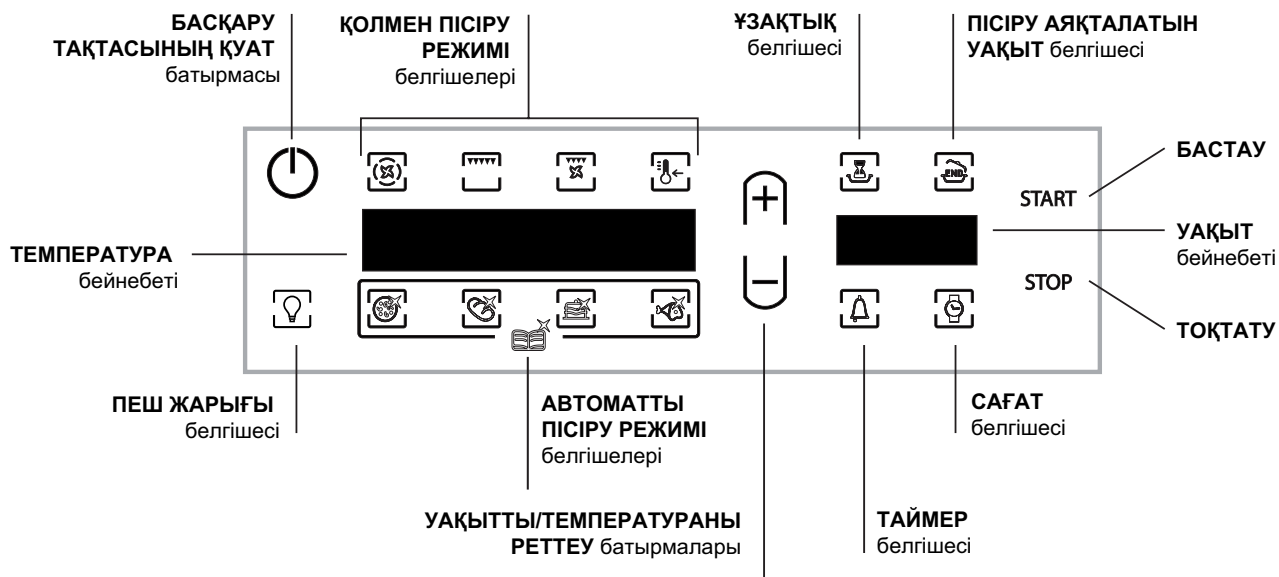 БАСҚАРУ
ТАҚТАСЫНЫҢ ҚУАТ
батырмасы
ҚОЛМЕН ПІСІРУ
РЕЖИМІ
белгішелері
ҰЗАҚТЫҚ
белгішесі
ПІСІРУ АЯҚТАЛАТЫН
УАҚЫТ белгішесі
END
START
БАСТАУ
ТЕМПЕРАТУРА
бейнебеті
УАҚЫТ
бейнебеті
STOP
ТОҚТАТУ
ПЕШ ЖАРЫҒЫ
белгішесі
АВТОМАТТЫ
ПІСІРУ РЕЖИМІ
белгішелері
САҒАТ
белгішесі
УАҚЫТТЫ/ТЕМПЕРАТУРАНЫ
РЕТТЕУ батырмалары
ТАЙМЕР
белгішесі